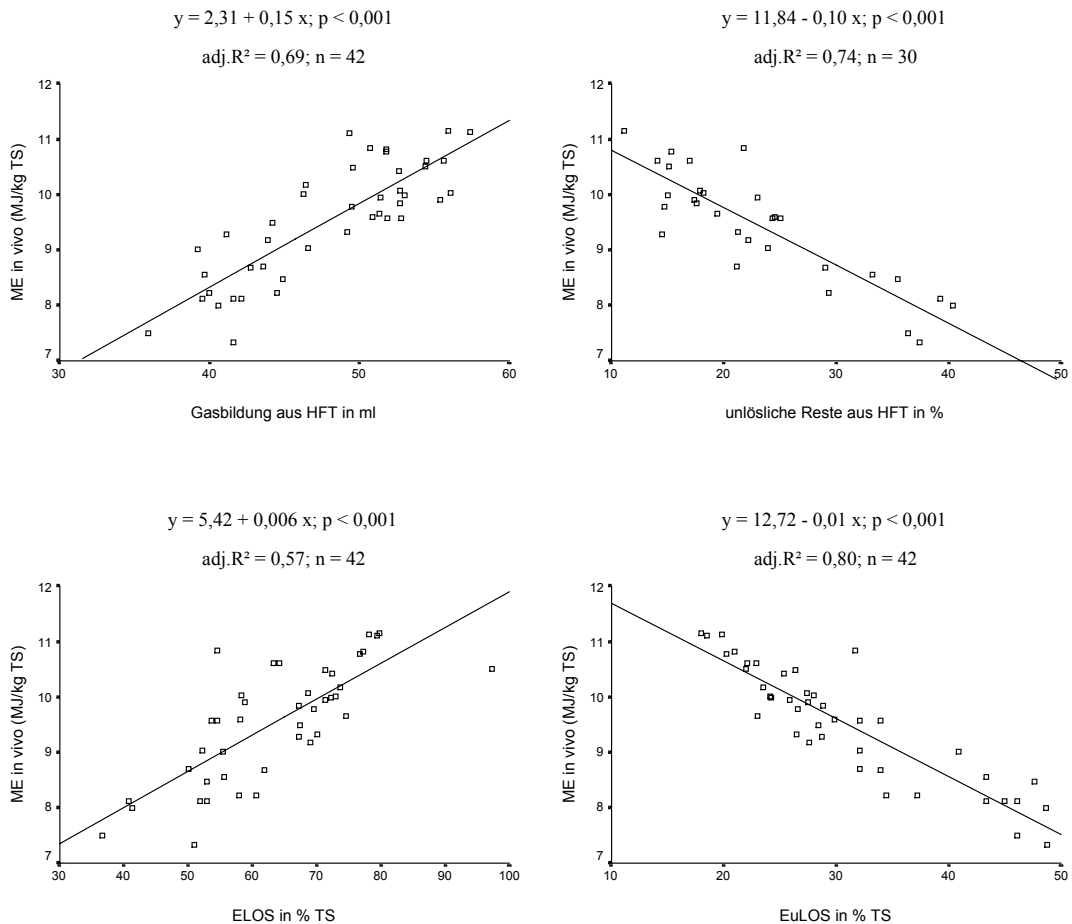 y = 2,31 + 0,15 x; p < 0,001
adj.R² = 0,69; n = 42
12
11
10
9
8
7
ME in vivo (MJ/kg TS)
30 40 50 60
Gasbildung aus HFT in ml
y = 11,84 - 0,10 x; p < 0,001
adj.R² = 0,74; n = 30
12
11
10
9
8
7
ME in vivo (MJ/kg TS)
10 20 30 40 50
unlösliche Reste aus HFT in %
y = 5,42 + 0,006 x; p < 0,001
adj.R² = 0,57; n = 42
12
11
10
9
8
7
ME in vivo (MJ/kg TS)
30 40 50 60 70 80 90 100
ELOS in % TS
y = 12,72 - 0,01 x; p < 0,001
adj.R² = 0,80; n = 42
12
11
10
9
8
7
ME in vivo (MJ/kg TS)
10 20 30 40 50
EuLOS in % TS